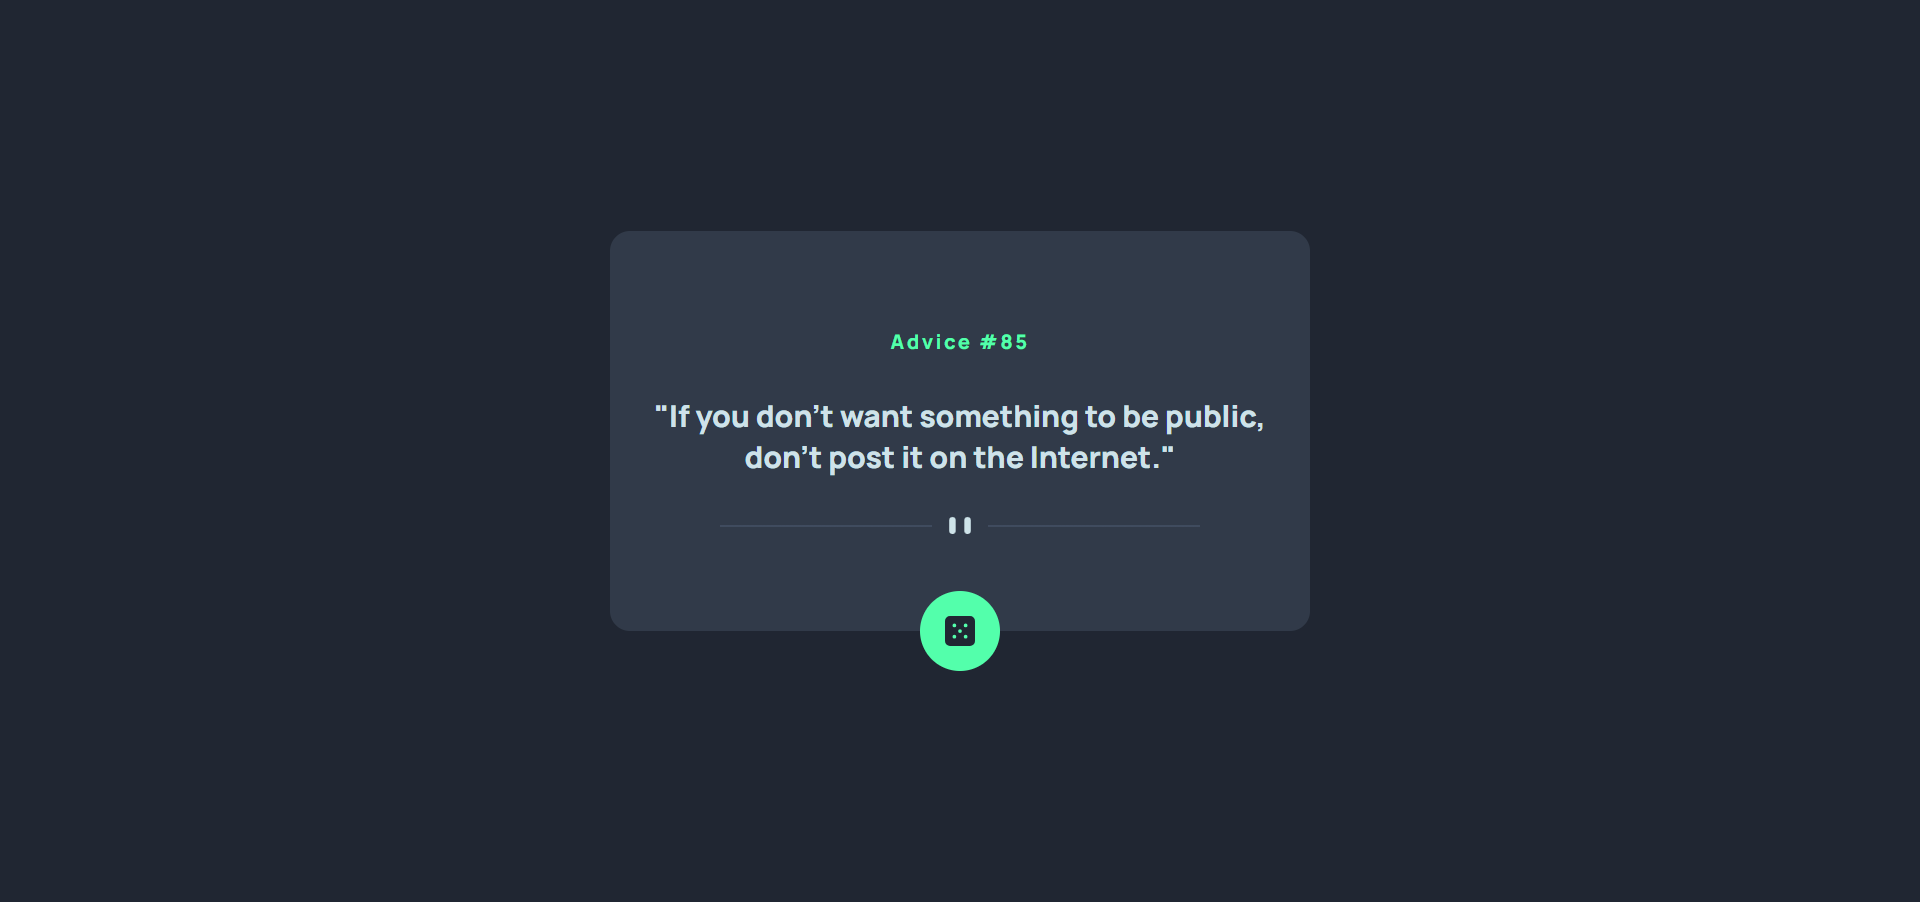 Advice #85
"If you don’t want something to be public,
don’t post it on the Internet."